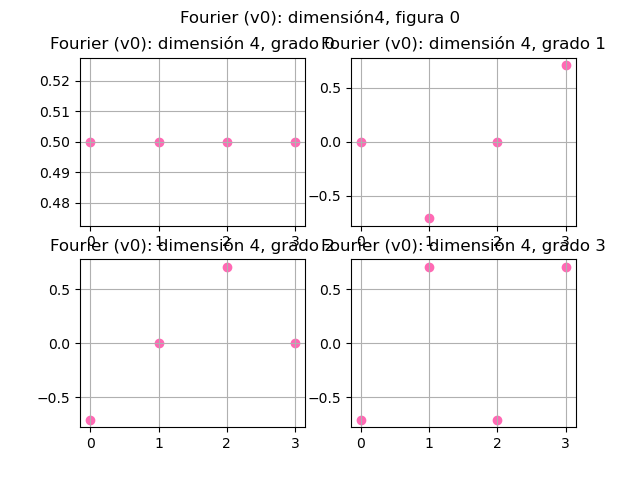 Fourier (v0): dimensión4, figura 0
Fourier (v0): dimensión 4, grado 0
Fourier (v0): dimensión 4, grado 1
0.52
0.51
0.50
0.49
0.48
0 1 2 3
0.5
0.0
−0.5
0 1 2 3
Fourier (v0): dimensión 4, grado 2
Fourier (v0): dimensión 4, grado 3
0.5
0.0
−0.5
0 1 2 3
0.5
0.0
−0.5
0 1 2 3